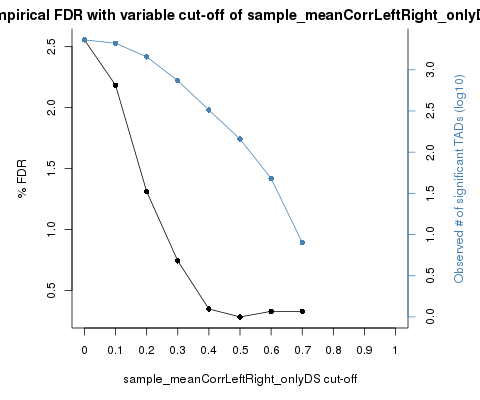 mpirical FDR with variable cut-off of sample_meanCorrLeftRight_onlyD
2.5
2.0
1.5
1.0
0.5
% FDR
3.0
2.5
2.0
1.5
1.0
0.5
0.0
Observed # of significant TADs (log10)
0 0.1 0.2 0.3 0.4 0.5 0.6 0.7 0.8 0.9 1
sample_meanCorrLeftRight_onlyDS cut-off